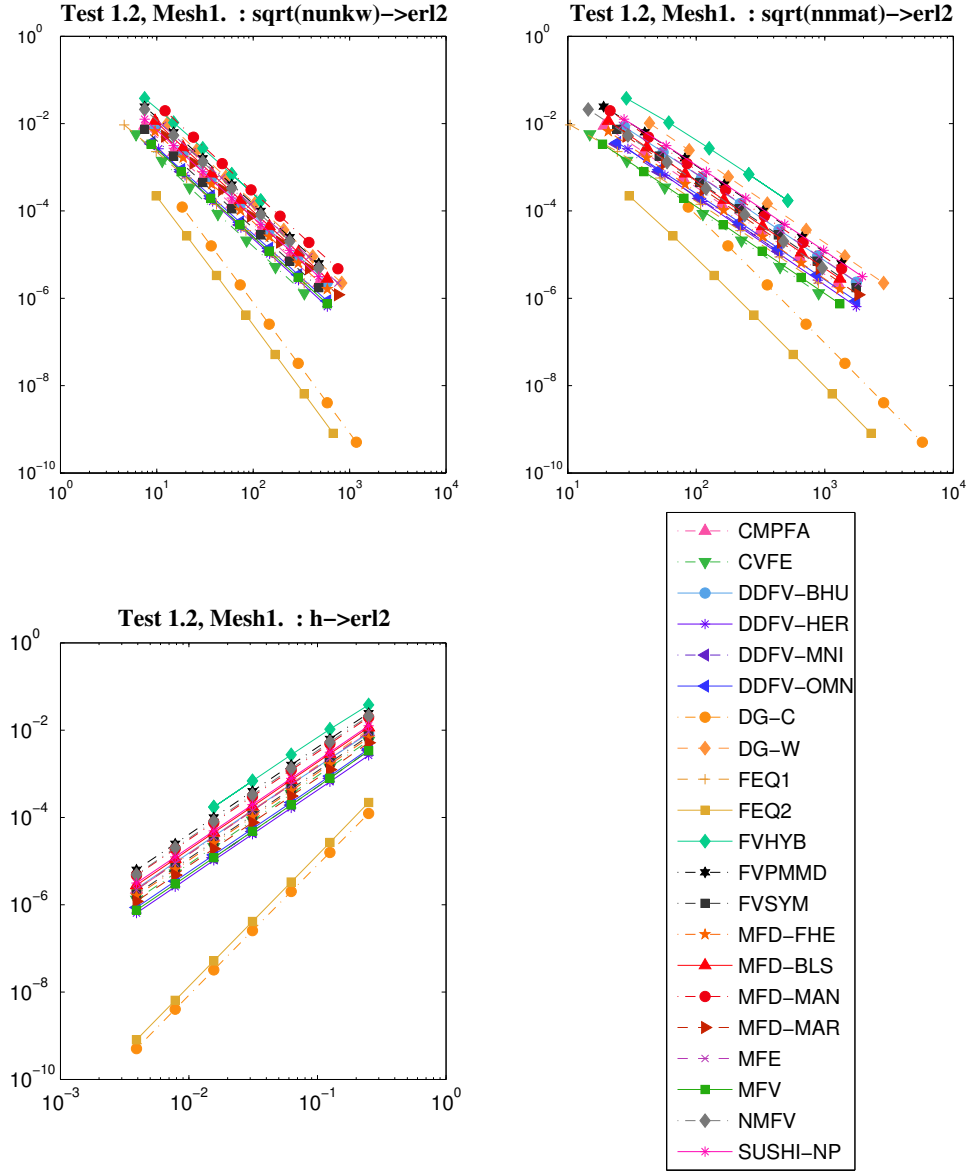 Test 1.2, Mesh1. : sqrt(nunkw)−>erl2
10^0
10^−2
10^−4
10^−6
10^−8
10^−10
10^0 10^1 10^2 10^3 10^4
Test 1.2, Mesh1. : sqrt(nnmat)−>erl2
10^0
10^−2
10^−4
10^−6
10^−8
10^−10
10^1 10^2 10^3 10^4
Test 1.2, Mesh1. : h−>erl2
10^0
10^−2
10^−4
10^−6
10^−8
10^−10
10^−3 10^−2 10^−1 10^0
CMPFA
CVFE
DDFV−BHU
DDFV−HER
DDFV−MNI
DDFV−OMN
DG−C
DG−W
FEQ1
FEQ2
FVHYB
FVPMMD
FVSYM
MFD−FHE
MFD−BLS
MFD−MAN
MFD−MAR
MFE
MFV
NMFV
SUSHI−NP